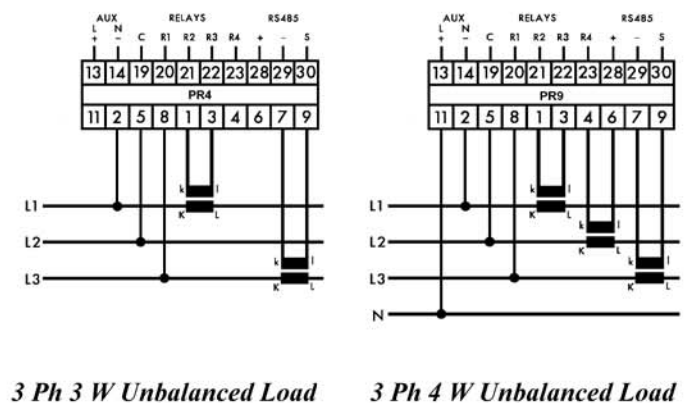 AUX RELAYS RS485 AUX RELAYS RS485
L N L N
+ − C R1 R2 R3 R4 + − S + − C R1 R2 R3 R4 + − S
13 14 19 20 21 22 23 28 29 30 13 14 19 20 21 22 23 28 29 30
PR4 PR9
11 2 5 8 1 3 4 6 7 9 11 2 5 8 1 3 4 6 7 9
k l k l
L1 K L L1 K L
k l
L2 L2 K L
k l k l
L3 K L L3 K L
N
3 Ph 3 W Unbalanced Load 3 Ph 4 W Unbalanced Load